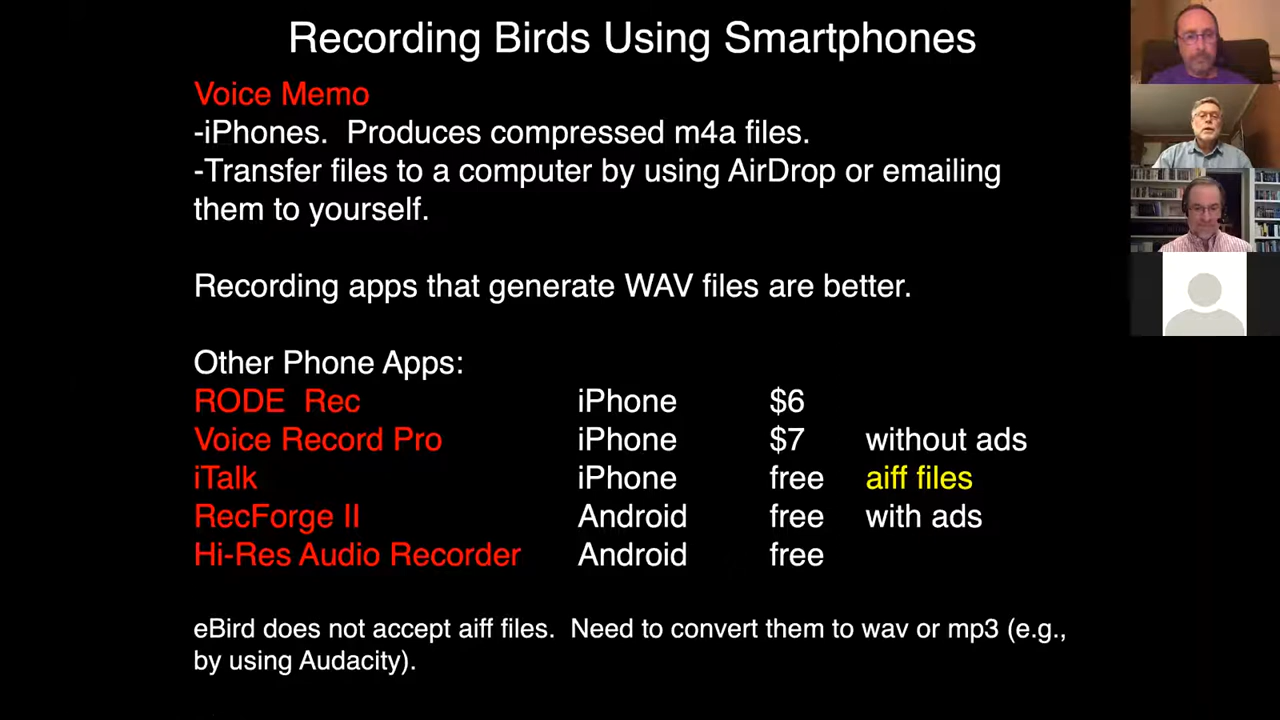 Recording Birds Using Smartphones
Voice Memo
-iPhones.  Produces compressed m4a files.
-Transfer files to a computer by using AirDrop or emailing
them to yourself.
Recording apps that generate WAV files are better.
Other Phone Apps:
RODE  Rec iPhone $6
Voice Record Pro iPhone $7 without ads
iTalk iPhone free aiff files
RecForge II Android free with ads
Hi-Res Audio Recorder Android free
eBird does not accept aiff files.  Need to convert them to wav or mp3 (e.g.,
by using Audacity).